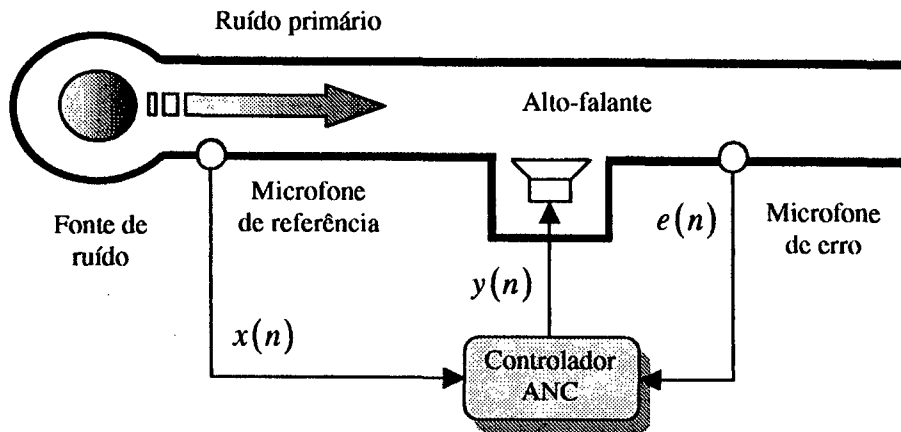 Ruído primário
Alto-falante
Microfone
de referência
Fonte de
ruído
e(n)
Microfone
de erro
y(n)
x(n)
Controlador
ANC